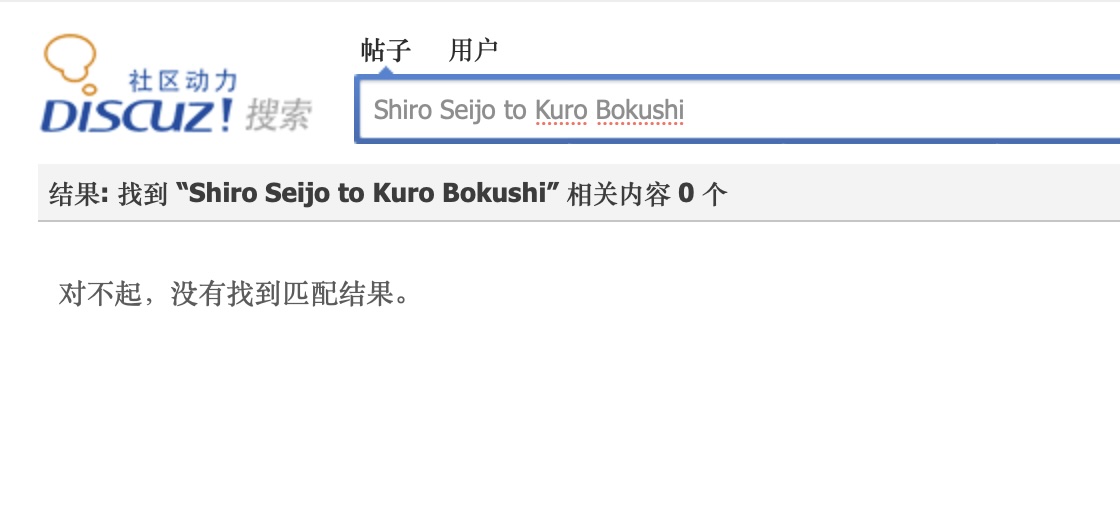 帖子 用户
社区动力
DISCUZ! 搜索
Shiro Seijo to Kuro Bokushi
结果: 找到 “Shiro Seijo to Kuro Bokushi” 相关内容 0 个
对不起，没有找到匹配结果。